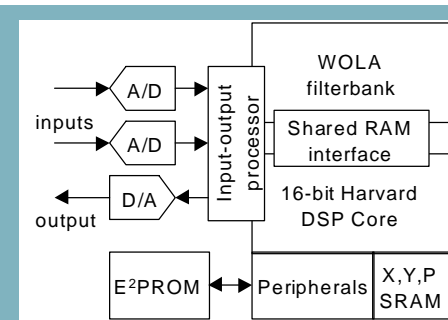 WOLA
filterbank
A/D
inputs
A/D
Input-output
processor
Shared RAM
interface
D/A
output
16-bit Harvard
DSP Core
E²PROM
Peripherals
X,Y,P
SRAM